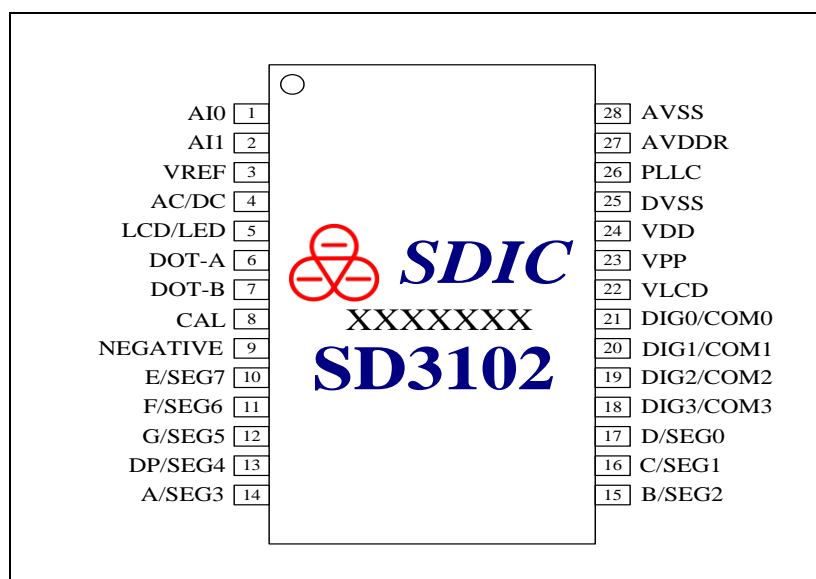 AI0 1
AI1 2
VREF 3
AC/DC 4
LCD/LED 5
DOT-A 6
DOT-B 7
CAL 8
NEGATIVE 9
E/SEG7 10
F/SEG6 11
G/SEG5 12
DP/SEG4 13
A/SEG3 14
SDIC
XXXXXXX
SD3102
28 AVSS
27 AVDDR
26 PLLC
25 DVSS
24 VDD
23 VPP
22 VLCD
21 DIG0/COM0
20 DIG1/COM1
19 DIG2/COM2
18 DIG3/COM3
17 D/SEG0
16 C/SEG1
15 B/SEG2